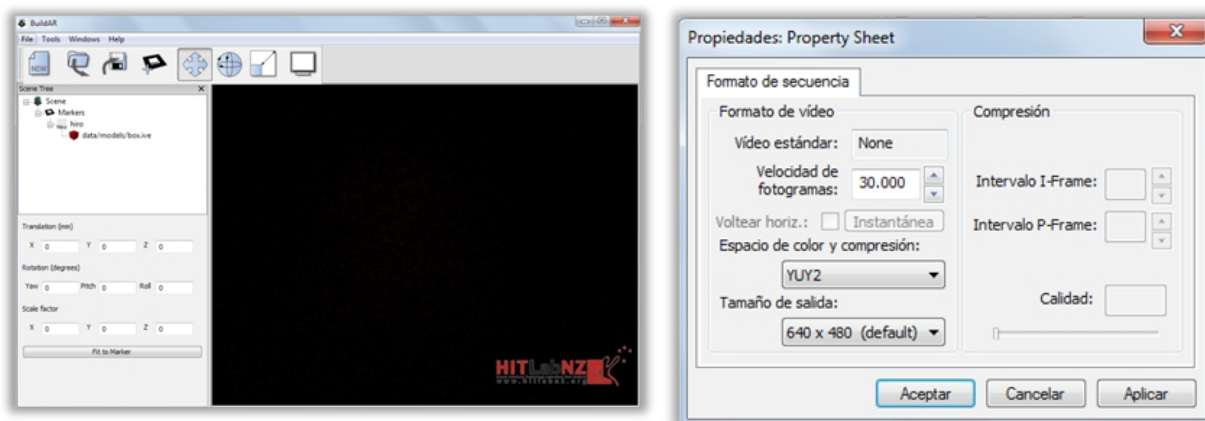 BuildAR
File Tools Windows Help
NEW
Scene Tree
Scene
Markers
hiro
data/models/box.ive
Translation (mm)
X 0 Y 0 Z 0
Rotation (degrees)
Yaw 0 Pitch 0 Roll 0
Scale factor
X 0 Y 0 Z 0
Fit to Marker
HITLabNZ
www.hitlabnz.org
Propiedades: Property Sheet
Formato de secuencia
Formato de vídeo
Vídeo estándar: None
Velocidad de
fotogramas: 30.000
Voltear horiz.: Instantánea
Espacio de color y compresión:
YUY2
Tamaño de salida:
640 x 480 (default)
Compresión
Intervalo I-Frame:
Intervalo P-Frame:
Calidad:
Aceptar Cancelar Aplicar